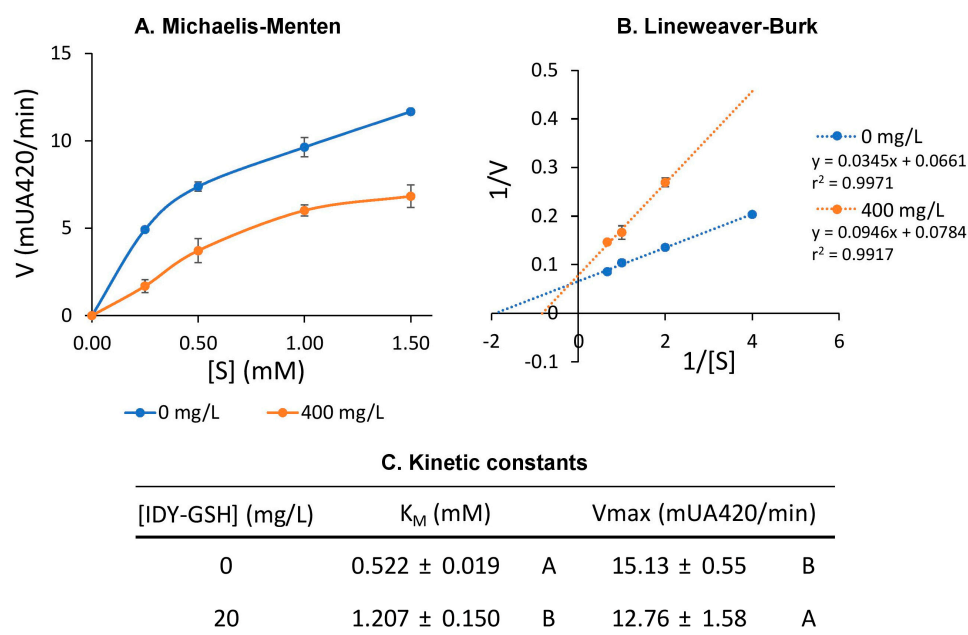 A. Michaelis-Menten
15
10
5
0
0.00 0.50 1.00 1.50
V (mUA420/min)
[S] (mM)
0 mg/L 400 mg/L
B. Lineweaver-Burk
0.5
0.4
0.3
0.2
0.1
0
-0.1
-2 0 2 4 6
1/V
1/[S]
0 mg/L
y = 0.0345x + 0.0661
r² = 0.9971
400 mg/L
y = 0.0946x + 0.0784
r² = 0.9917
C. Kinetic constants
[IDY-GSH] (mg/L) KM (mM) Vmax (mUA420/min)
0 0.522 ± 0.019 A 15.13 ± 0.55 B
20 1.207 ± 0.150 B 12.76 ± 1.58 A